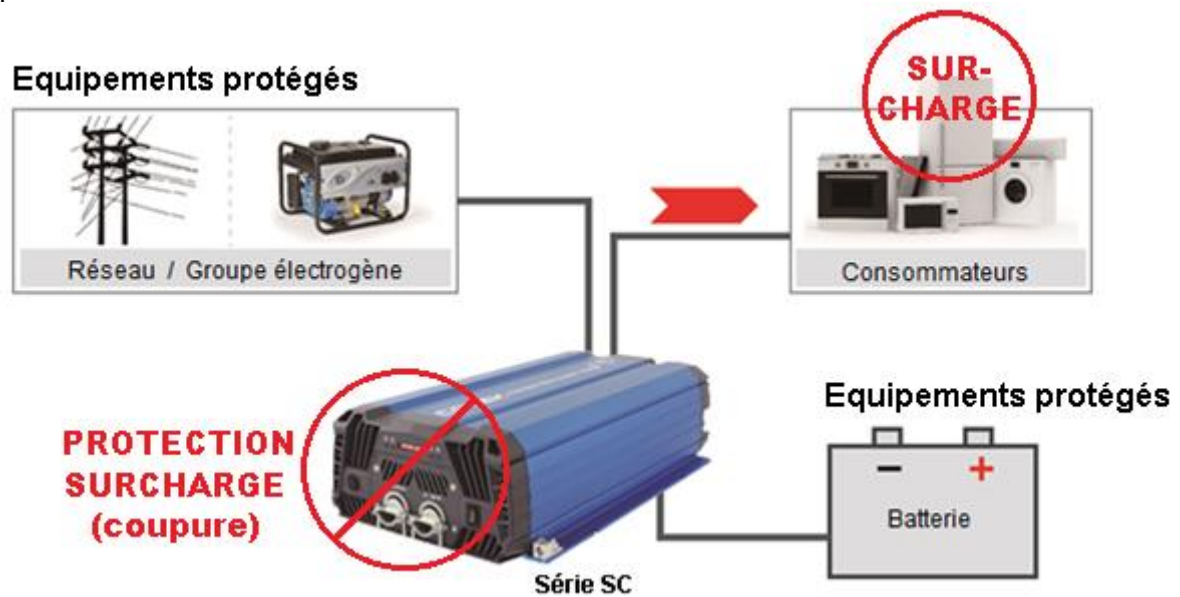 Equipements protégés
SUR-
CHARGE
Réseau / Groupe électrogène
Consommateurs
PROTECTION
SURCHARGE
(coupure)
Equipements protégés
- +
Batterie
Série SC